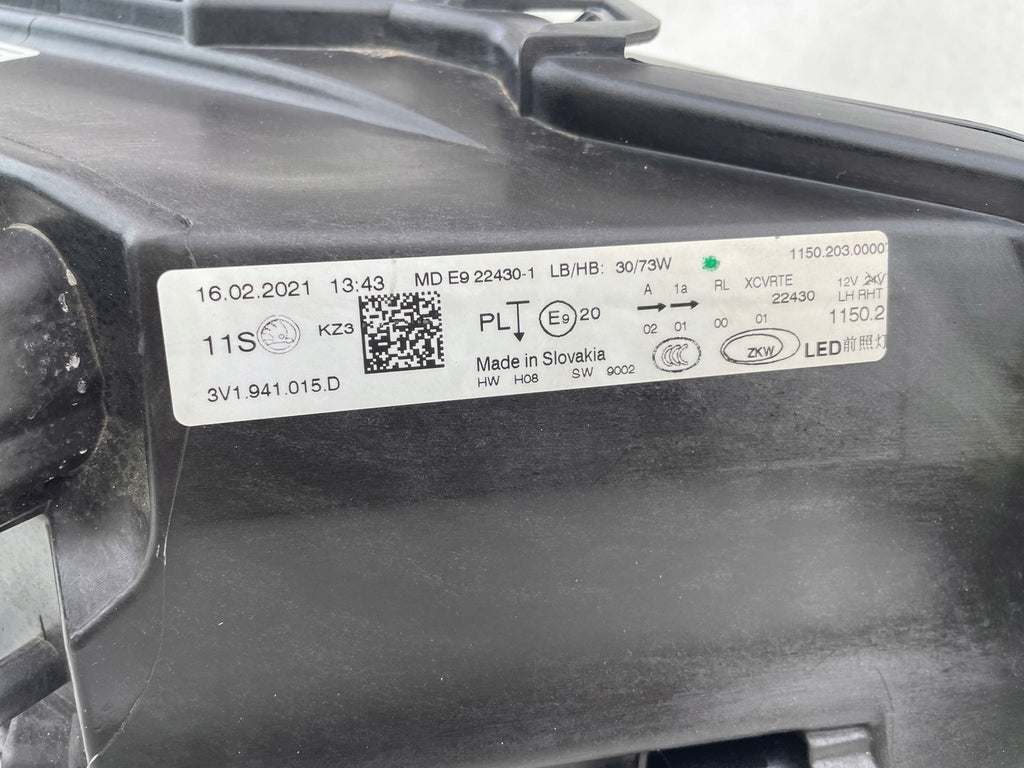 16.02.2021 13:43 MD E9 22430-1 LB/HB: 30/73W 1150.203.0000
11S KZ3 PL E9 20 A 1a RL XCVRTE 12V 24V
22430 LH RHT
02 01 00 01 1150.2
Made in Slovakia CCC ZKW LED前照灯
HW H08 SW 9002
3V1.941.015.D